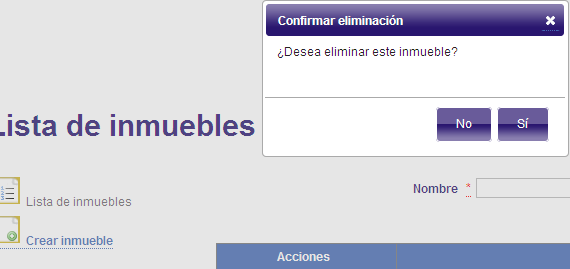 Confirmar eliminación
¿Desea eliminar este inmueble?
No
Sí
Lista de inmuebles
Nombre *
Lista de inmuebles
Crear inmueble
Acciones